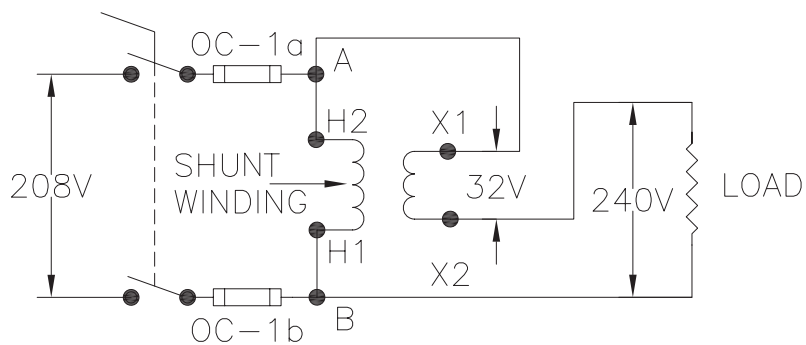 OC-1a
A
H2
X1
SHUNT
WINDING
208V
32V
240V
LOAD
H1
X2
B
OC-1b